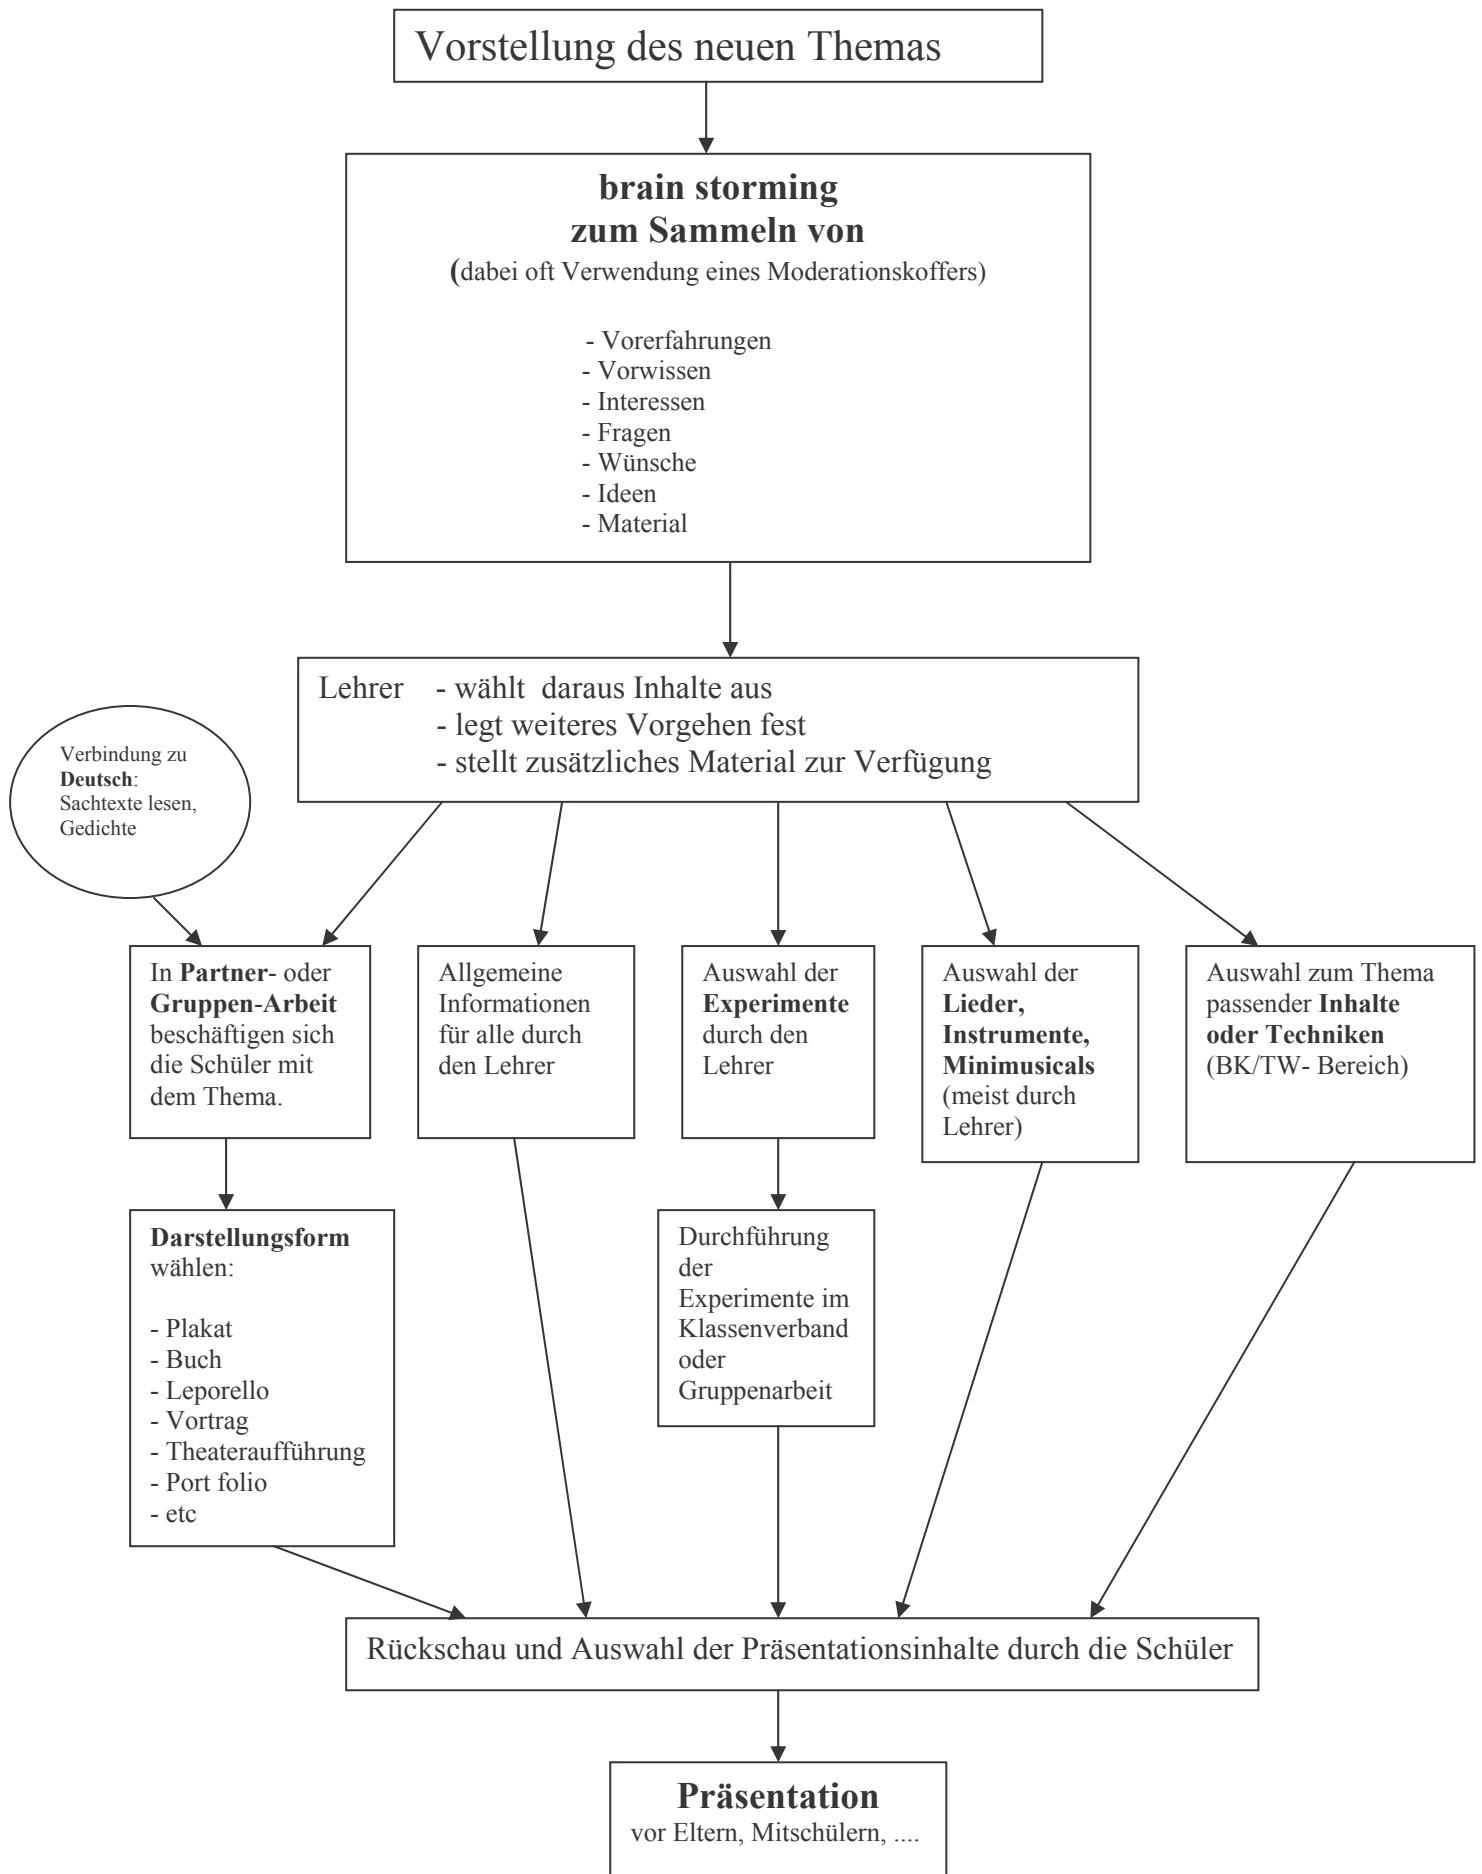 Vorstellung des neuen Themas
brain storming
zum Sammeln von
(dabei oft Verwendung eines Moderationskoffers)
- Vorerfahrungen
- Vorwissen
- Interessen
- Fragen
- Wünsche
- Ideen
- Material
Lehrer - wählt daraus Inhalte aus
- legt weiteres Vorgehen fest
- stellt zusätzliches Material zur Verfügung
Verbindung zu
Deutsch:
Sachtexte lesen,
Gedichte
In Partner- oder
Gruppen-Arbeit
beschäftigen sich
die Schüler mit
dem Thema.
Allgemeine
Informationen
für alle durch
den Lehrer
Auswahl der
Experimente
durch den
Lehrer
Auswahl der
Lieder,
Instrumente,
Minimusicals
(meist durch
Lehrer)
Auswahl zum Thema
passender Inhalte
oder Techniken
(BK/TW- Bereich)
Darstellungsform
wählen:
- Plakat
- Buch
- Leporello
- Vortrag
- Theateraufführung
- Port folio
- etc
Durchführung
der
Experimente im
Klassenverband
oder
Gruppenarbeit
Rückschau und Auswahl der Präsentationsinhalte durch die Schüler
Präsentation
vor Eltern, Mitschülern, ....